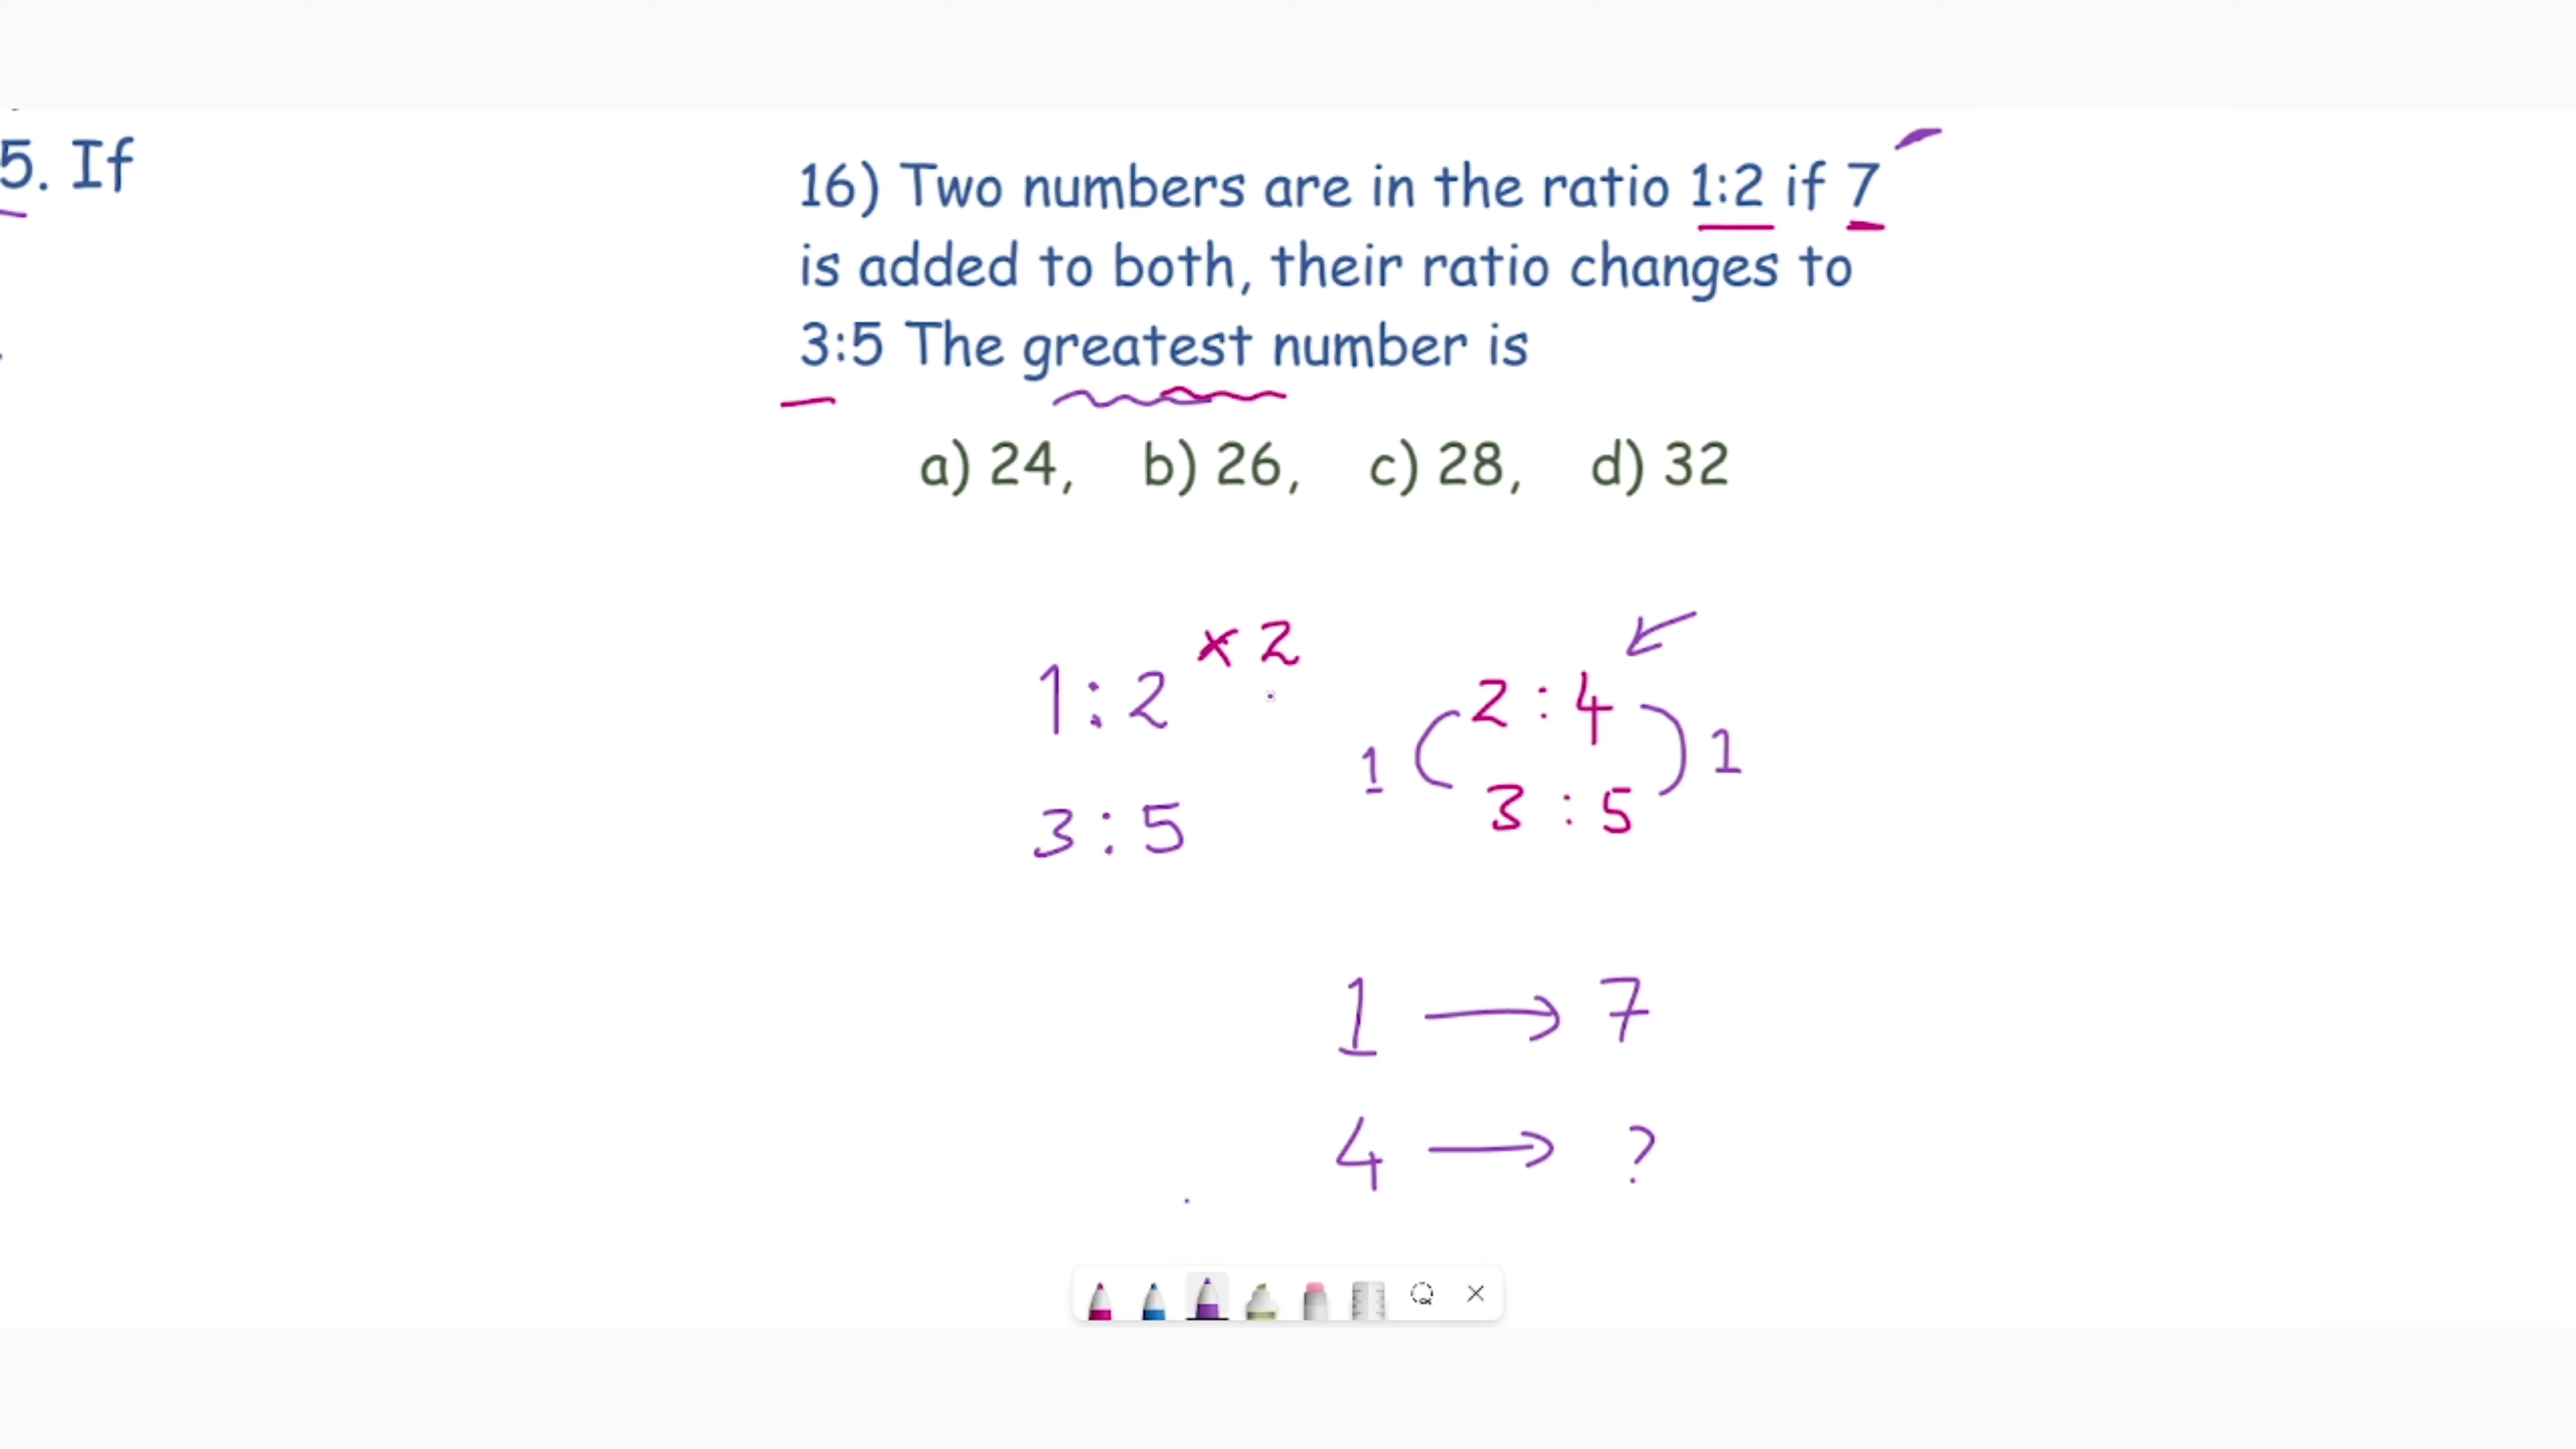 5. If
16) Two numbers are in the ratio 1:2 if 7
is added to both, their ratio changes to
3:5 The greatest number is
a) 24, b) 26, c) 28, d) 32
1 : 2 × 2
3 : 5
2 : 4
1 ( ) 1
3 : 5
1 → 7
4 → ?